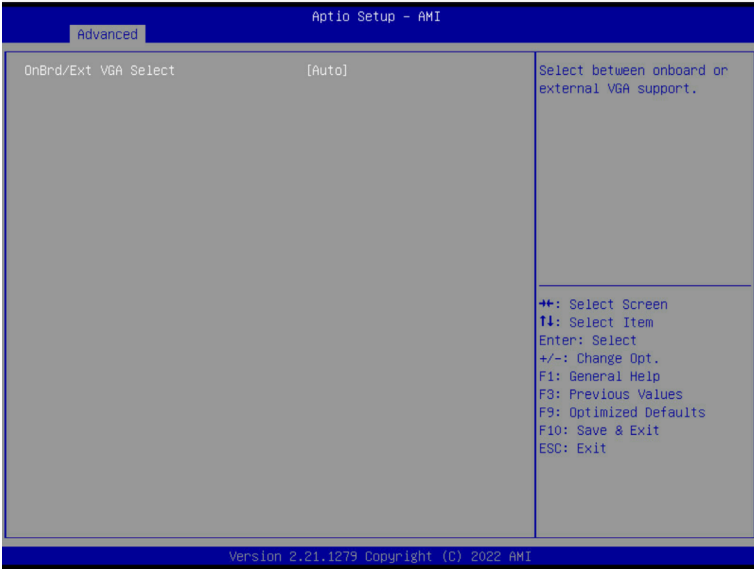 Aptio Setup – AMI
Advanced
OnBrd/Ext VGA Select [Auto]
Select between onboard or
external VGA support.
→←: Select Screen
↑↓: Select Item
Enter: Select
+/-: Change Opt.
F1: General Help
F3: Previous Values
F9: Optimized Defaults
F10: Save & Exit
ESC: Exit
Version 2.21.1279 Copyright (C) 2022 AMI